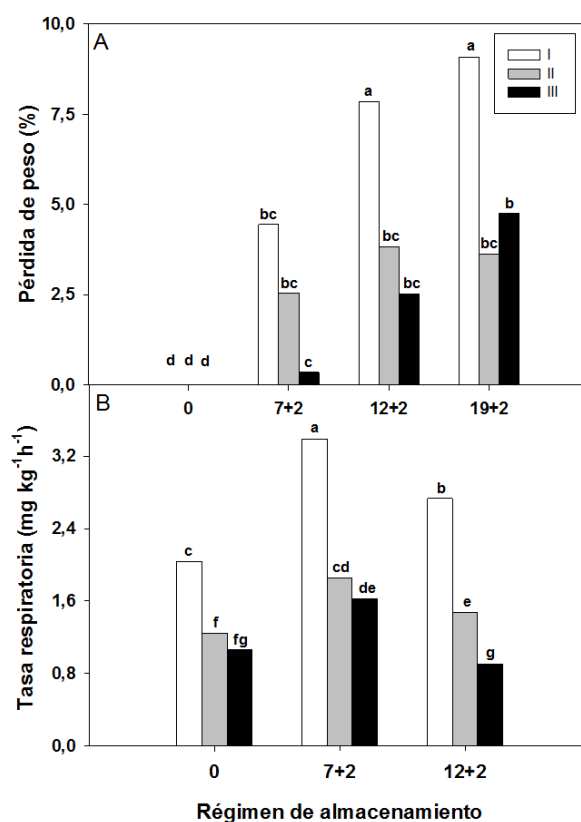 A
Pérdida de peso (%)
10,0
7,5
5,0
2,5
0,0
I
II
III
d d d
bc bc c
a bc bc
a bc b
0 7+2 12+2 19+2
B
Tasa respiratoria (mg kg⁻¹h⁻¹)
3,2
2,4
1,6
0,8
0,0
c f fg
a cd de
b e g
0 7+2 12+2
Régimen de almacenamiento